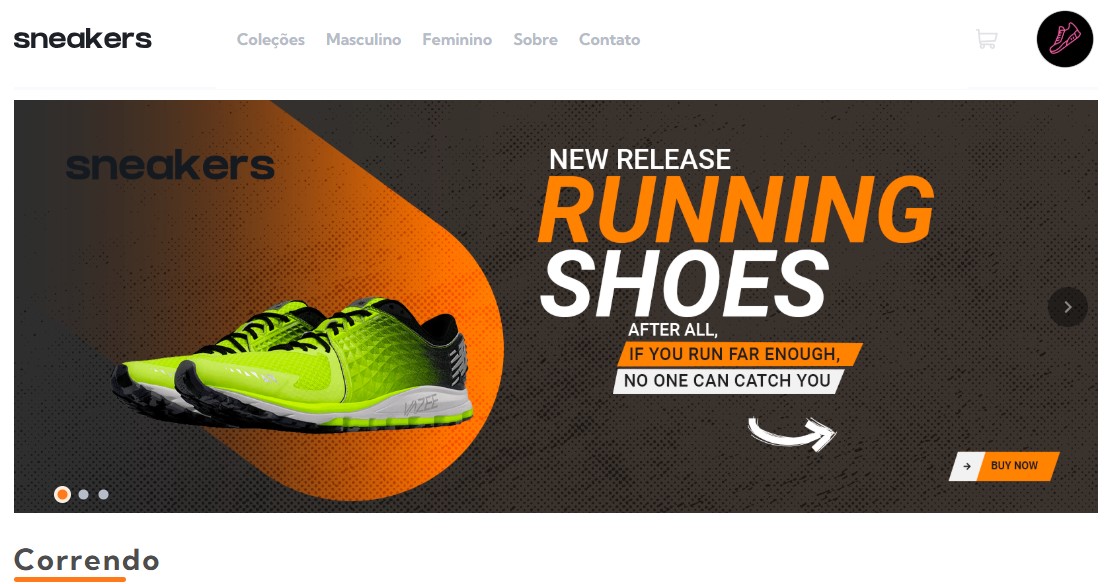 sneakers
Coleções Masculino Feminino Sobre Contato
sneakers
NEW RELEASE
RUNNING
SHOES
AFTER ALL,
IF YOU RUN FAR ENOUGH,
NO ONE CAN CATCH YOU
VAZEE
BUY NOW
Correndo